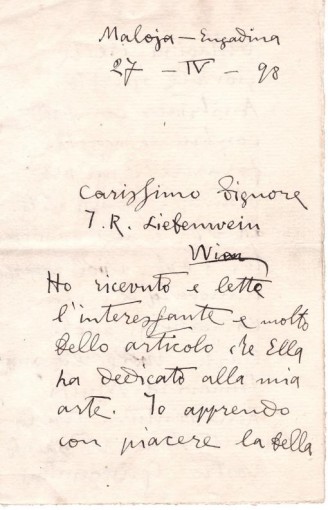 Maloja – Engadina
27 – IV – 98
Carissimo Signore
J. R. Liebenwein
Wien
Ho ricevuto e letto
l'interessante e molto
bello articolo che Ella
ha dedicato alla mia
arte. Io apprendo
con piacere la bella